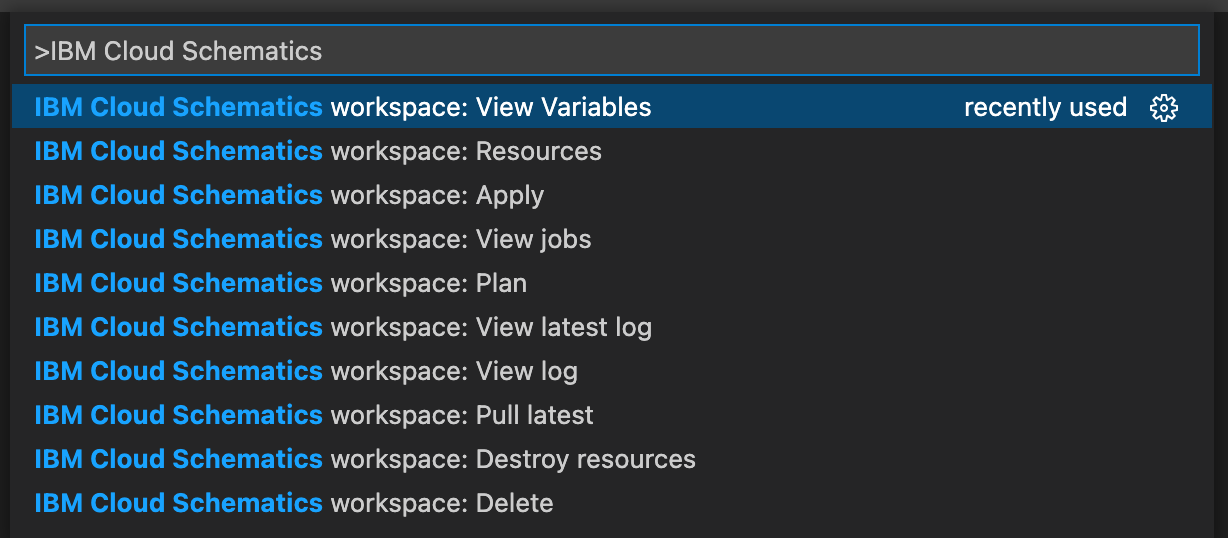 >IBM Cloud Schematics
IBM Cloud Schematics workspace: View Variables recently used
IBM Cloud Schematics workspace: Resources
IBM Cloud Schematics workspace: Apply
IBM Cloud Schematics workspace: View jobs
IBM Cloud Schematics workspace: Plan
IBM Cloud Schematics workspace: View latest log
IBM Cloud Schematics workspace: View log
IBM Cloud Schematics workspace: Pull latest
IBM Cloud Schematics workspace: Destroy resources
IBM Cloud Schematics workspace: Delete